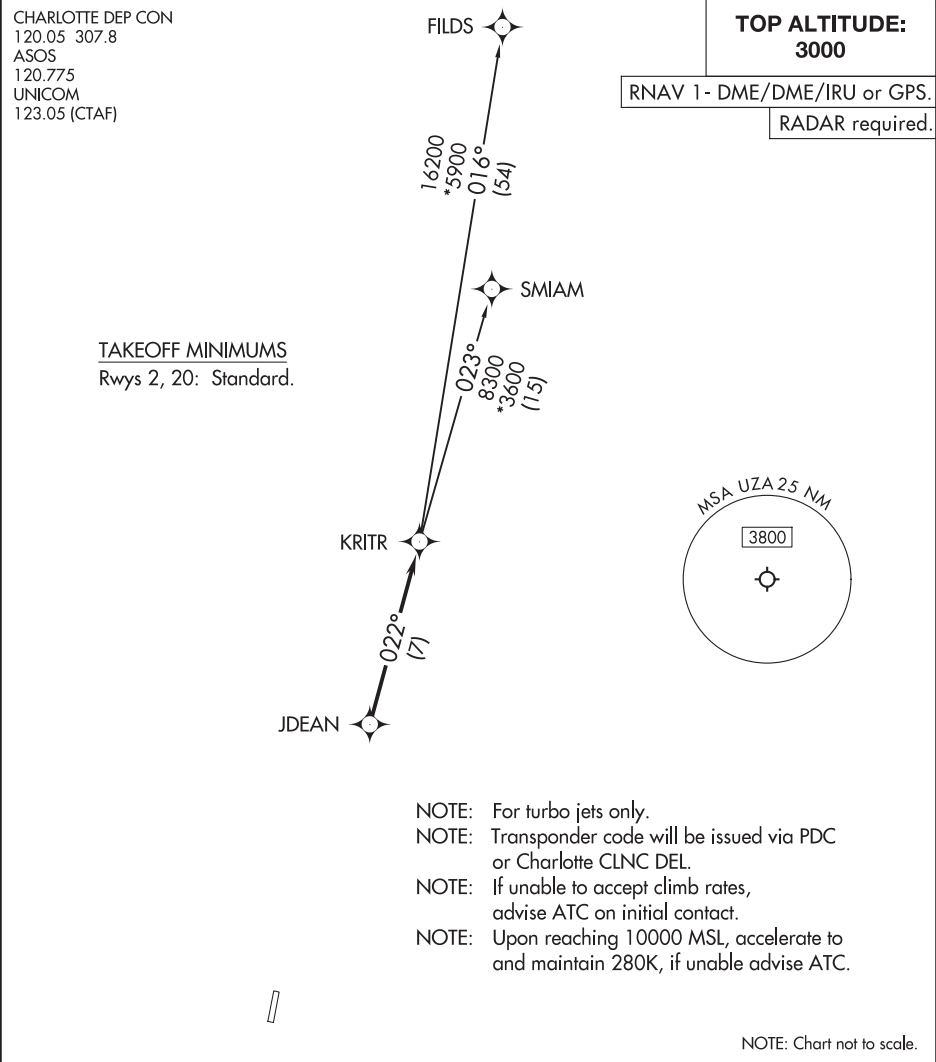 CHARLOTTE DEP CON
120.05 307.8
ASOS
120.775
UNICOM
123.05 (CTAF)
TOP ALTITUDE:
3000
RNAV 1- DME/DME/IRU or GPS.
RADAR required.
FILDS
16200
*5900
016°
(54)
SMIAM
023°
8300
*3600
(15)
TAKEOFF MINIMUMS
Rwys 2, 20: Standard.
MSA UZA 25 NM
3800
KRITR
022°
(7)
JDEAN
NOTE: For turbo jets only.
NOTE: Transponder code will be issued via PDC
or Charlotte CLNC DEL.
NOTE: If unable to accept climb rates,
advise ATC on initial contact.
NOTE: Upon reaching 10000 MSL, accelerate to
and maintain 280K, if unable advise ATC.
NOTE: Chart not to scale.